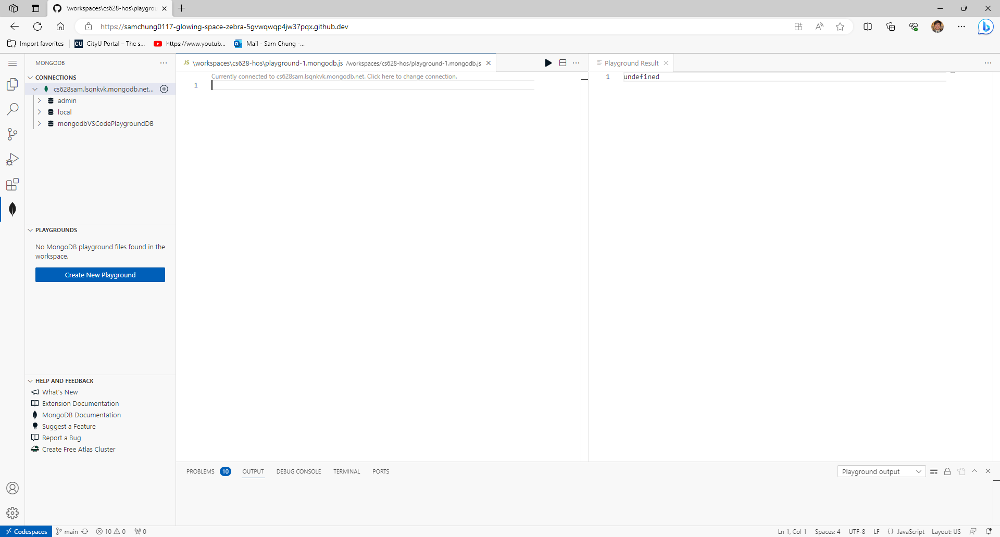 \workspaces\cs628-hos\playgrou
https://samchung0117-glowing-space-zebra-5gvwqwqp4jw37pqx.github.dev
Import favorites
CU CityU Portal – The s...
https://www.youtub...
Mail - Sam Chung -...
MONGODB
CONNECTIONS
cs628sam.lsqnkvk.mongodb.net...
admin
local
mongodbVSCodePlaygroundDB
PLAYGROUNDS
No MongoDB playground files found in the
workspace.
Create New Playground
HELP AND FEEDBACK
What's New
Extension Documentation
MongoDB Documentation
Suggest a Feature
Report a Bug
Create Free Atlas Cluster
JS \workspaces\cs628-hos\playground-1.mongodb.js /workspaces/cs628-hos/playground-1.mongodb.js
Currently connected to cs628sam.lsqnkvk.mongodb.net. Click here to change connection.
1
Playground Result
1 undefined
PROBLEMS 10 OUTPUT DEBUG CONSOLE TERMINAL PORTS
Playground output
Codespaces main 10 0 0
Ln 1, Col 1 Spaces: 4 UTF-8 LF {} JavaScript Layout: US